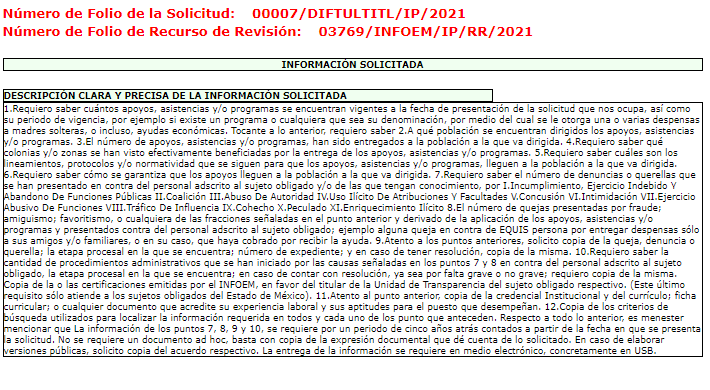 Número de Folio de la Solicitud: 00007/DIFTULTITL/IP/2021
Número de Folio de Recurso de Revisión: 03769/INFOEM/IP/RR/2021
INFORMACIÓN SOLICITADA
DESCRIPCIÓN CLARA Y PRECISA DE LA INFORMACIÓN SOLICITADA
1.Requiero saber cuántos apoyos, asistencias y/o programas se encuentran vigentes a la fecha de presentación de la solicitud que nos ocupa, así como
su periodo de vigencia, por ejemplo si existe un programa o cualquiera que sea su denominación, por medio del cual se le otorga una o varias despensas
a madres solteras, o incluso, ayudas económicas. Tocante a lo anterior, requiero saber 2.A qué población se encuentran dirigidos los apoyos, asistencias
y/o programas. 3.El número de apoyos, asistencias y/o programas, han sido entregados a la población a la que va dirigida. 4.Requiero saber qué
colonias y/o zonas se han visto efectivamente beneficiadas por la entrega de los apoyos, asistencias y/o programas. 5.Requiero saber cuáles son los
lineamientos, protocolos y/o normatividad que se siguen para que los apoyos, asistencias y/o programas, lleguen a la población a la que va dirigida.
6.Requiero saber cómo se garantiza que los apoyos lleguen a la población a la que va dirigida. 7.Requiero saber el número de denuncias o querellas que
se han presentado en contra del personal adscrito al sujeto obligado y/o de las que tengan conocimiento, por I.Incumplimiento, Ejercicio Indebido Y
Abandono De Funciones Públicas II.Coalición III.Abuso De Autoridad IV.Uso Ilícito De Atribuciones Y Facultades V.Concusión VI.Intimidación VII.Ejercicio
Abusivo De Funciones VIII.Tráfico De Influencia IX.Cohecho X.Peculado XI.Enriquecimiento Ilícito 8.El número de quejas presentadas por fraude;
amiguismo; favoritismo, o cualquiera de las fracciones señaladas en el punto anterior y derivado de la aplicación de los apoyos, asistencias y/o
programas y presentados contra del personal adscrito al sujeto obligado; ejemplo alguna queja en contra de EQUIS persona por entregar despensas sólo
a sus amigos y/o familiares, o en su caso, que haya cobrado por recibir la ayuda. 9.Atento a los puntos anteriores, solicito copia de la queja, denuncia o
querella; la etapa procesal en la que se encuentra; número de expediente; y en caso de tener resolución, copia de la misma. 10.Requiero saber la
cantidad de procedimientos administrativos que se han iniciado por las causas señaladas en los puntos 7 y 8 en contra del personal adscrito al sujeto
obligado, la etapa procesal en la que se encuentra; en caso de contar con resolución, ya sea por falta grave o no grave; requiero copia de la misma.
Copia de la o las certificaciones emitidas por el INFOEM, en favor del titular de la Unidad de Transparencia del sujeto obligado respectivo. (Este último
requisito sólo atiende a los sujetos obligados del Estado de México). 11.Atento al punto anterior, copia de la credencial Institucional y del currículo; ficha
curricular; o cualquier documento que acredite su experiencia laboral y sus aptitudes para el puesto que desempeñan. 12.Copia de los criterios de
búsqueda utilizados para localizar la información requerida en todos y cada uno de los punto que anteceden. Respecto a todo lo anterior, es menester
mencionar que La información de los puntos 7, 8, 9 y 10, se requiere por un periodo de cinco años atrás contados a partir de la fecha en que se presenta
la solicitud. No se requiere un documento ad hoc, basta con copia de la expresión documental que dé cuenta de lo solicitado. En caso de elaborar
versiones públicas, solicito copia del acuerdo respectivo. La entrega de la información se requiere en medio electrónico, concretamente en USB.